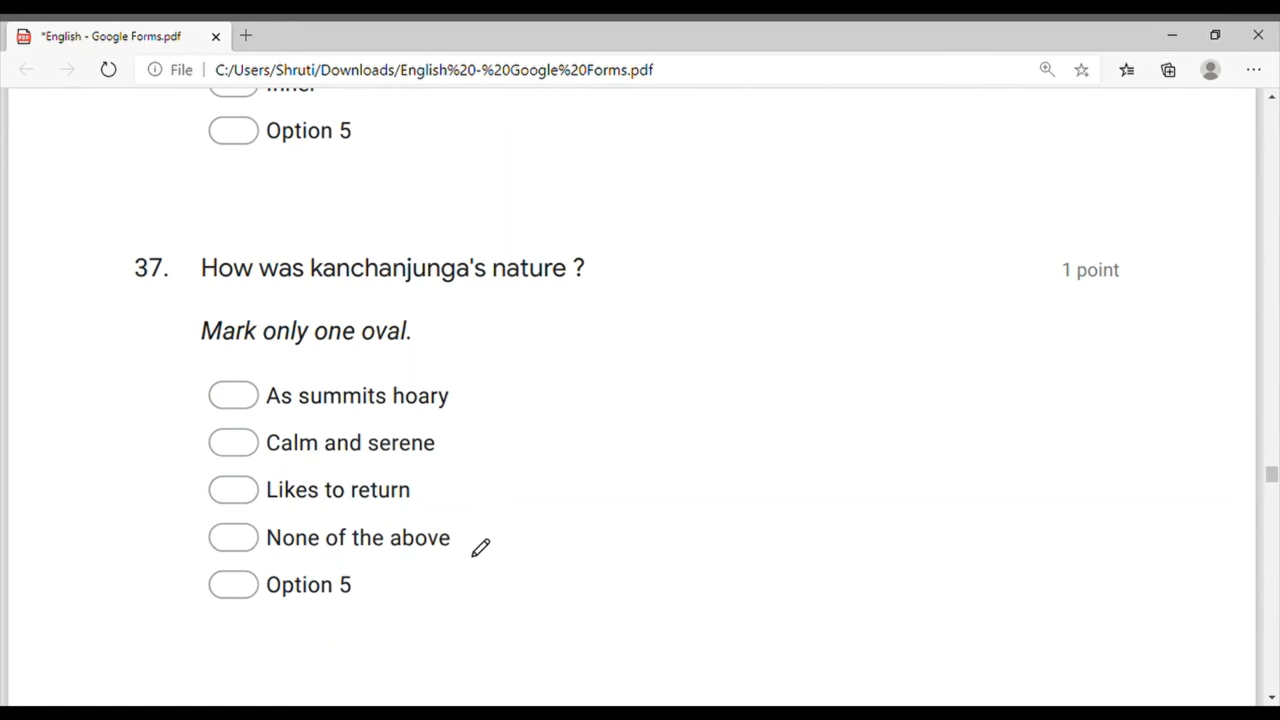 *English - Google Forms.pdf
File | C:/Users/Shruti/Downloads/English%20-%20Google%20Forms.pdf
Option 5
37. How was kanchanjunga's nature ? 1 point
Mark only one oval.
As summits hoary
Calm and serene
Likes to return
None of the above
Option 5